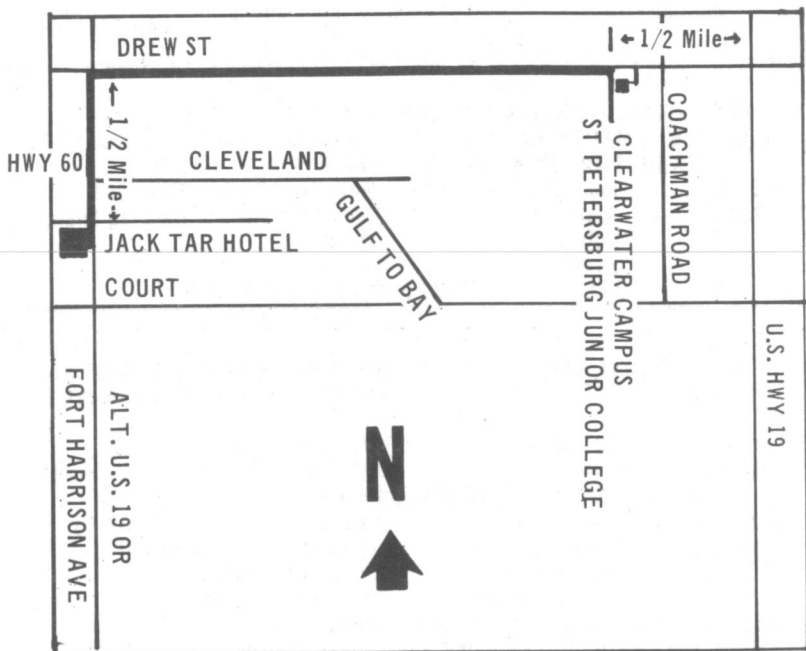 DREW ST
←1/2 Mile→
←1/2 Mile→
HWY 60
CLEVELAND
JACK TAR HOTEL
COURT
GULF TO BAY
CLEARWATER CAMPUS
ST PETERSBURG JUNIOR COLLEGE
COACHMAN ROAD
U.S. HWY 19
ALT. U.S. 19 OR
FORT HARRISON AVE
N